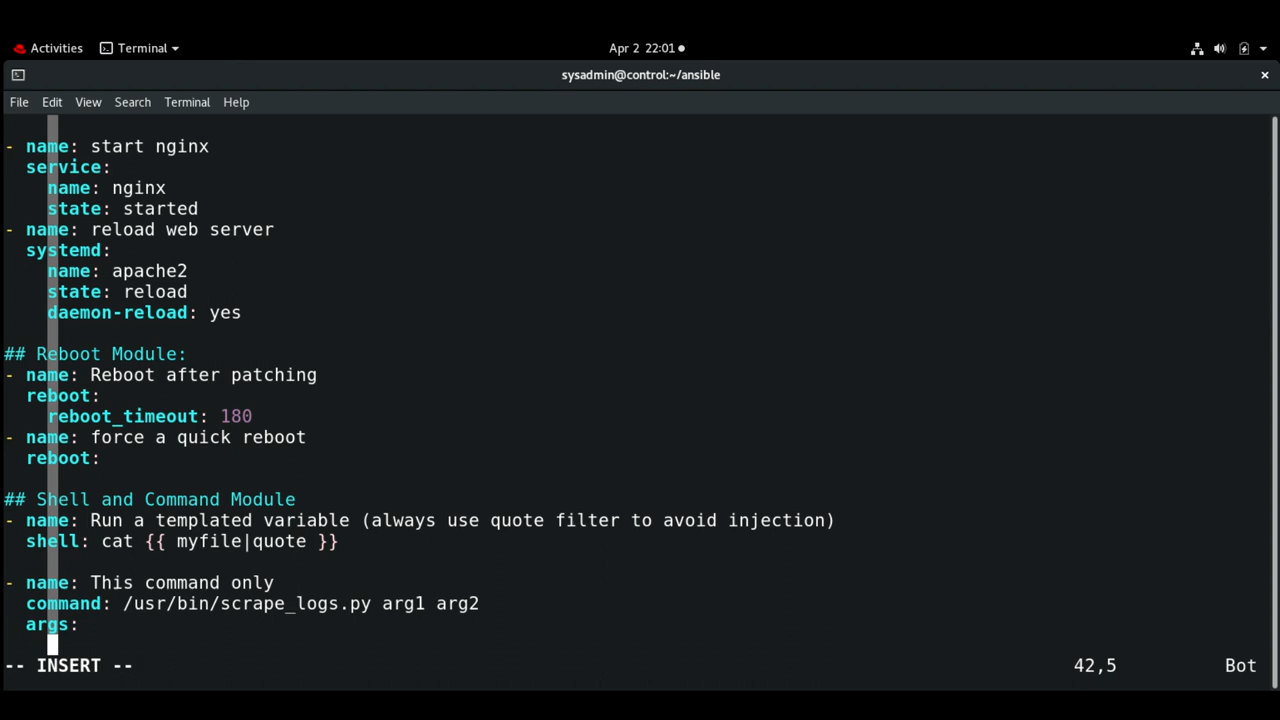 Activities
Terminal
Apr 2 22:01
sysadmin@control:~/ansible
File Edit View Search Terminal Help
- name: start nginx
  service:
    name: nginx
    state: started
- name: reload web server
  systemd:
    name: apache2
    state: reload
    daemon-reload: yes
## Reboot Module:
- name: Reboot after patching
  reboot:
    reboot_timeout: 180
- name: force a quick reboot
  reboot:
## Shell and Command Module
- name: Run a templated variable (always use quote filter to avoid injection)
  shell: cat {{ myfile|quote }}
- name: This command only
  command: /usr/bin/scrape_logs.py arg1 arg2
  args:
-- INSERT -- 42,5 Bot